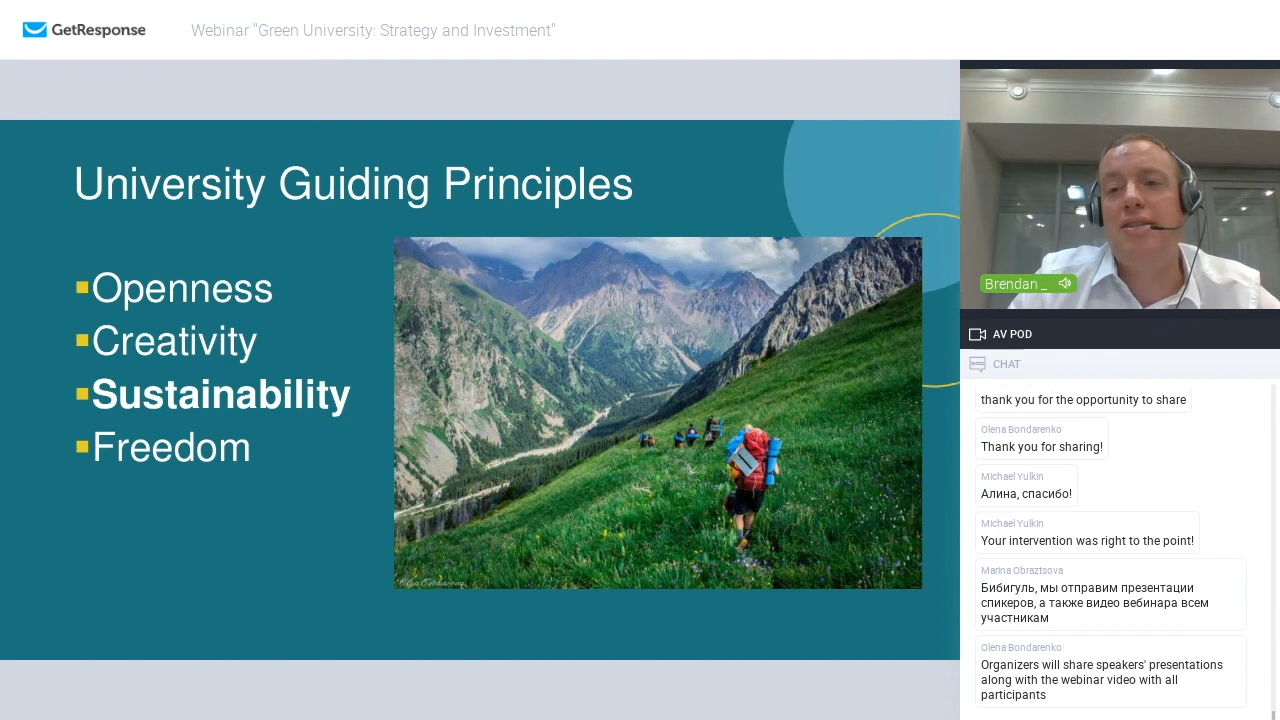 GetResponse
Webinar "Green University: Strategy and Investment"
University Guiding Principles
Openness
Creativity
Sustainability
Freedom
Brendan _
AV POD
CHAT
thank you for the opportunity to share
Olena Bondarenko
Thank you for sharing!
Michael Yulkin
Алина, спасибо!
Michael Yulkin
Your intervention was right to the point!
Marina Obraztsova
Бибигуль, мы отправим презентации
спикеров, а также видео вебинара всем
участникам
Olena Bondarenko
Organizers will share speakers' presentations
along with the webinar video with all
participants